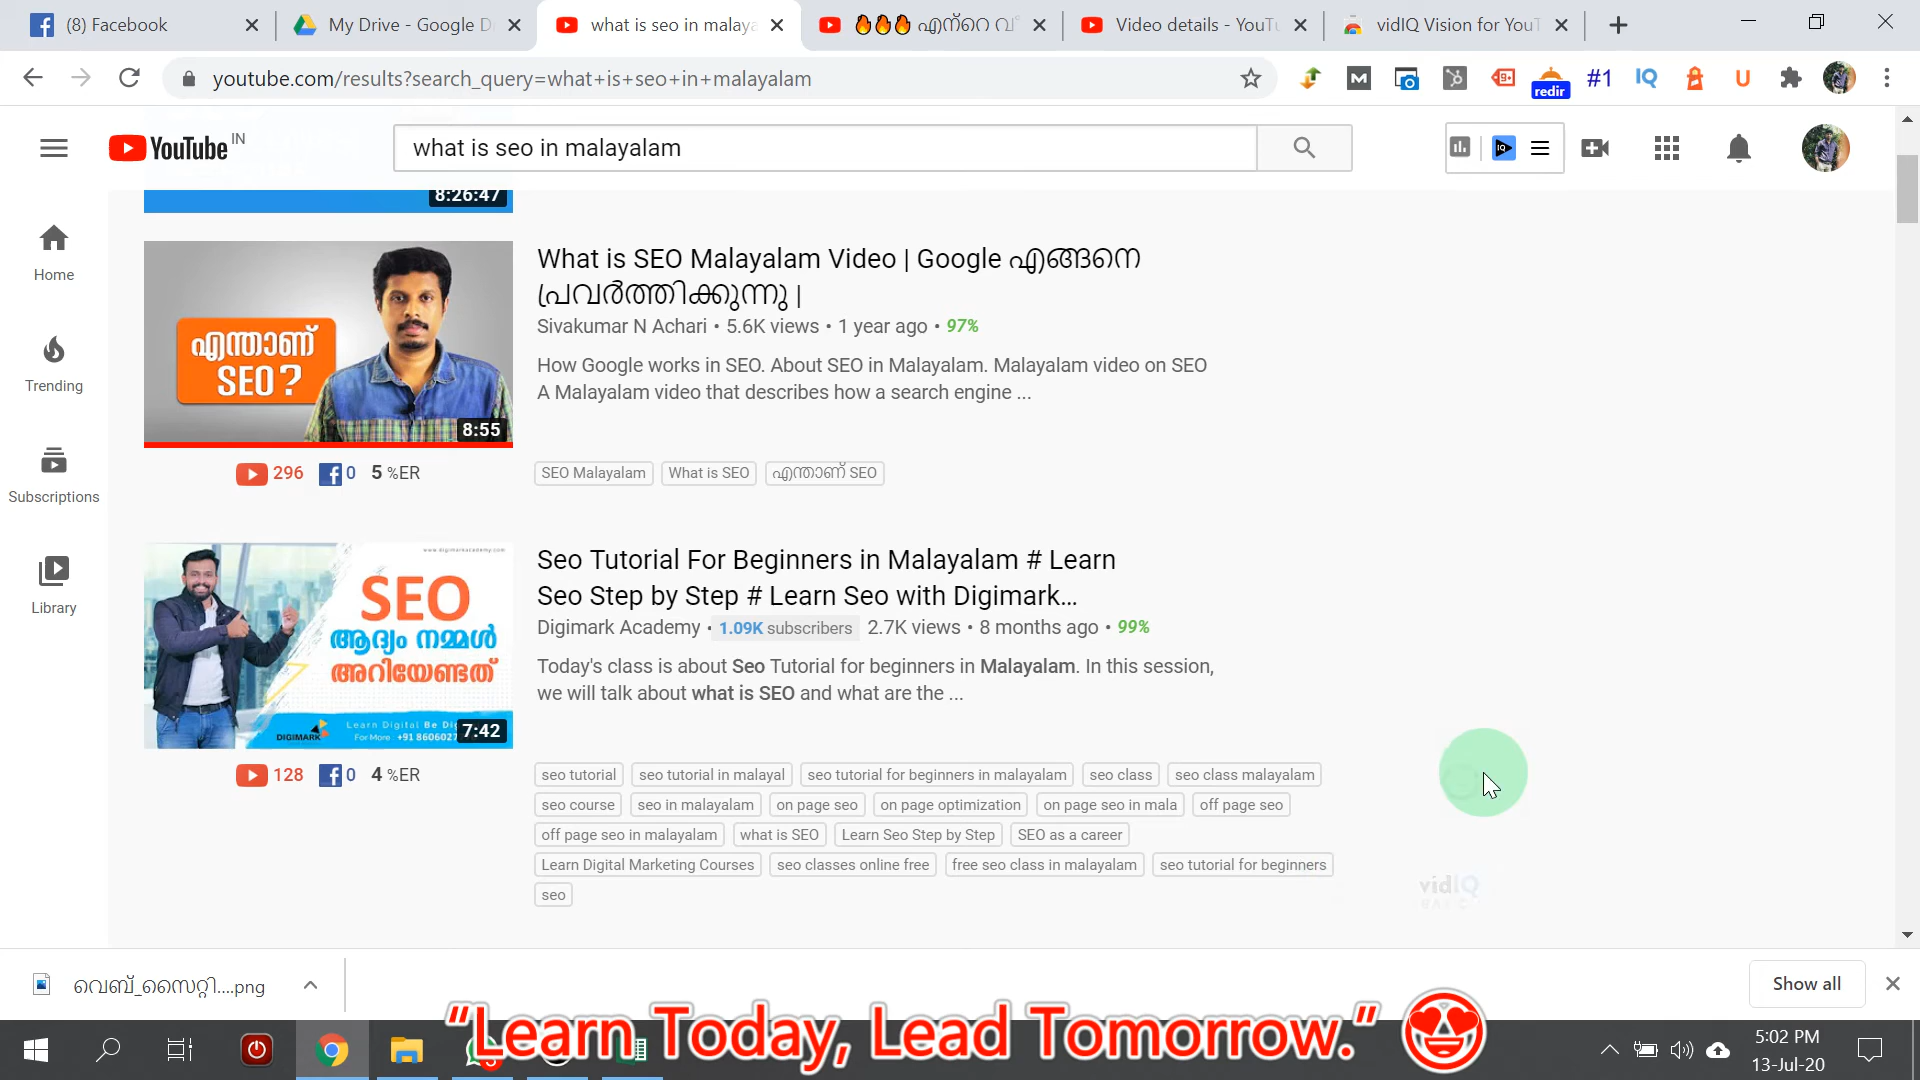 (8) Facebook
My Drive - Google D
what is seo in malaya
🔥🔥🔥 എന്റെ വ
Video details - YouTu
vidIQ Vision for YouT
youtube.com/results?search_query=what+is+seo+in+malayalam
redir
#1
IQ
YouTube IN
what is seo in malayalam
8:26:47
Home
Trending
Subscriptions
Library
എന്താണ്
SEO?
8:55
What is SEO Malayalam Video | Google എങ്ങനെ
പ്രവർത്തിക്കുന്നു |
Sivakumar N Achari • 5.6K views • 1 year ago • 97%
How Google works in SEO. About SEO in Malayalam. Malayalam video on SEO
A Malayalam video that describes how a search engine ...
296 0 5 %ER
SEO Malayalam What is SEO എന്താണ് SEO
www.digimarkacademy.com
SEO
ആദ്യം നമ്മൾ
അറിയേണ്ടത്
DIGIMARK
Learn Digital Be Dig
For More +91 8606027
7:42
Seo Tutorial For Beginners in Malayalam # Learn
Seo Step by Step # Learn Seo with Digimark...
Digimark Academy • 1.09K subscribers 2.7K views • 8 months ago • 99%
Today's class is about Seo Tutorial for beginners in Malayalam. In this session,
we will talk about what is SEO and what are the ...
128 0 4 %ER
seo tutorial seo tutorial in malayal seo tutorial for beginners in malayalam seo class seo class malayalam
seo course seo in malayalam on page seo on page optimization on page seo in mala off page seo
off page seo in malayalam what is SEO Learn Seo Step by Step SEO as a career
Learn Digital Marketing Courses seo classes online free free seo class in malayalam seo tutorial for beginners
seo
vidIQ
വെബ്_സൈറ്റി....png
Show all
“Learn Today, Lead Tomorrow.” 😍
5:02 PM
13-Jul-20